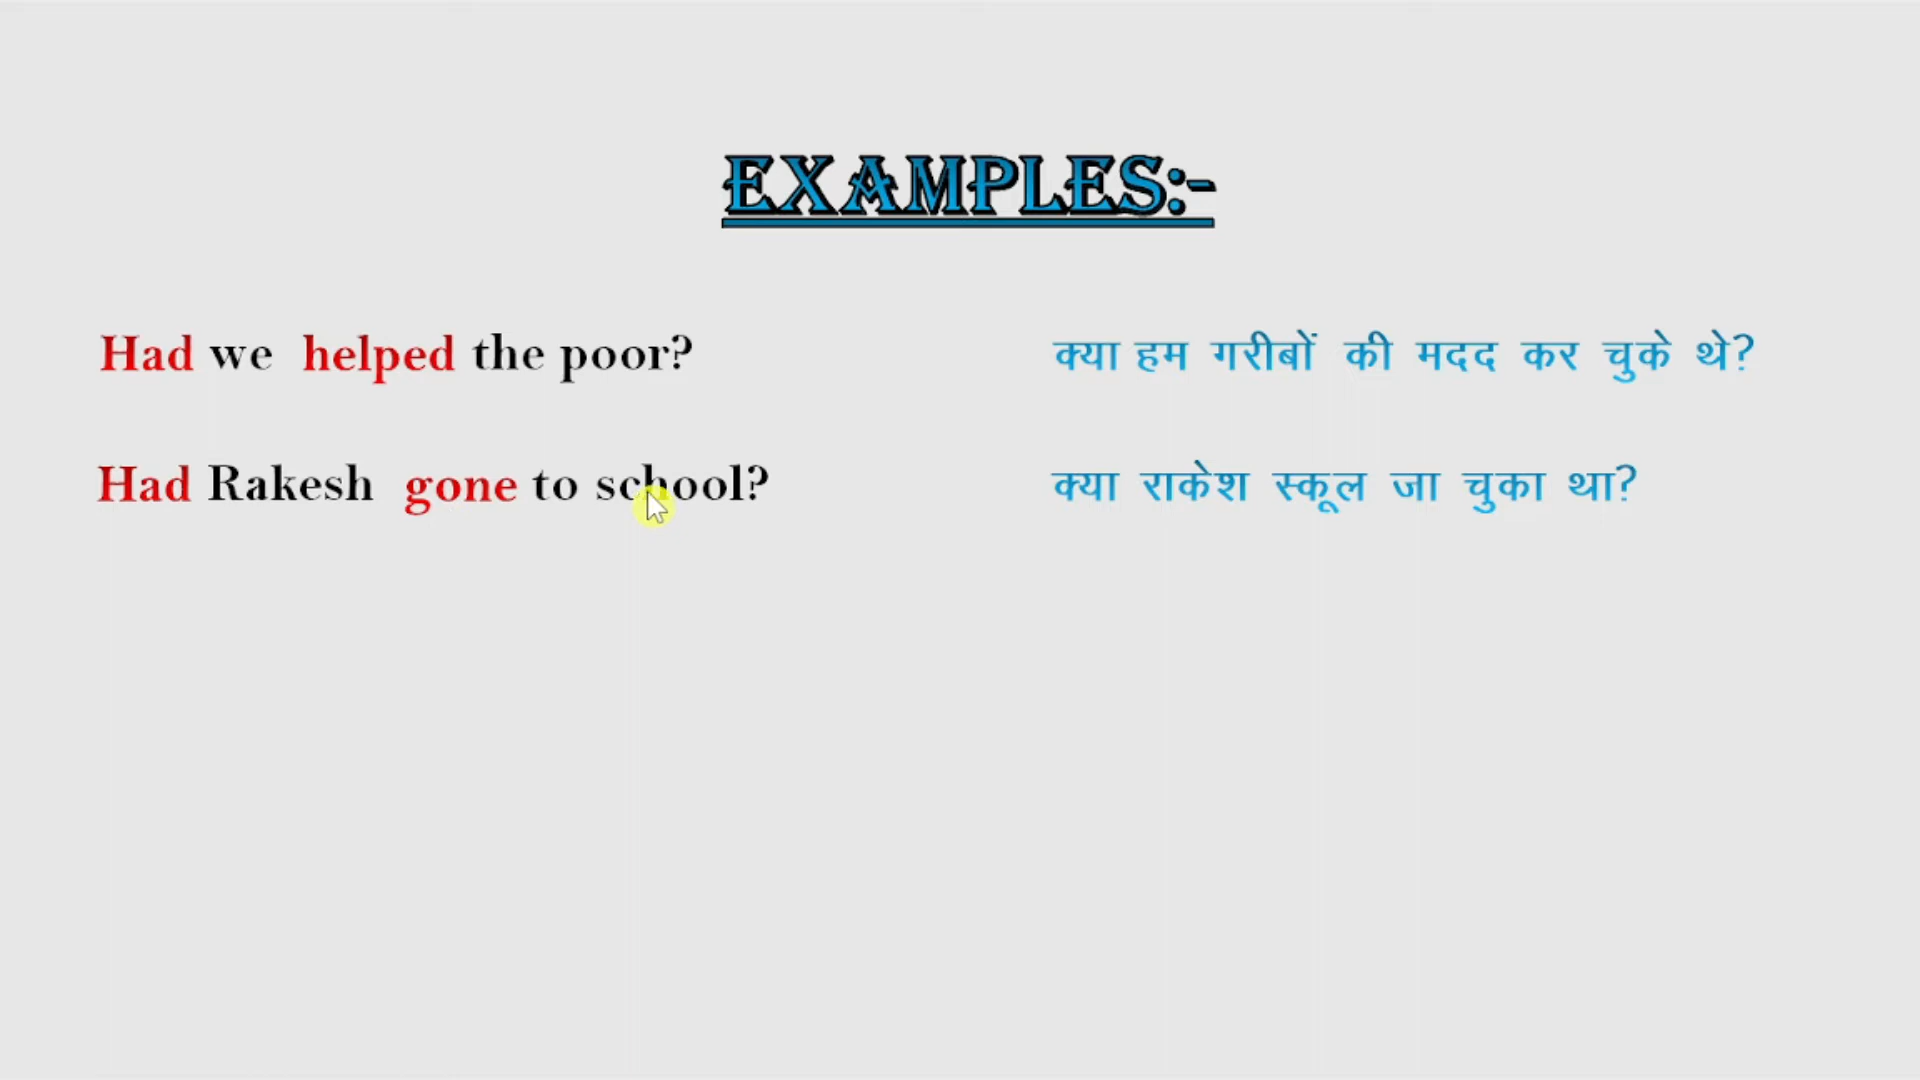 EXAMPLES:-
Had we helped the poor? क्या हम गरीबों की मदद कर चुके थे?
Had Rakesh gone to school? क्या राकेश स्कूल जा चुका था?